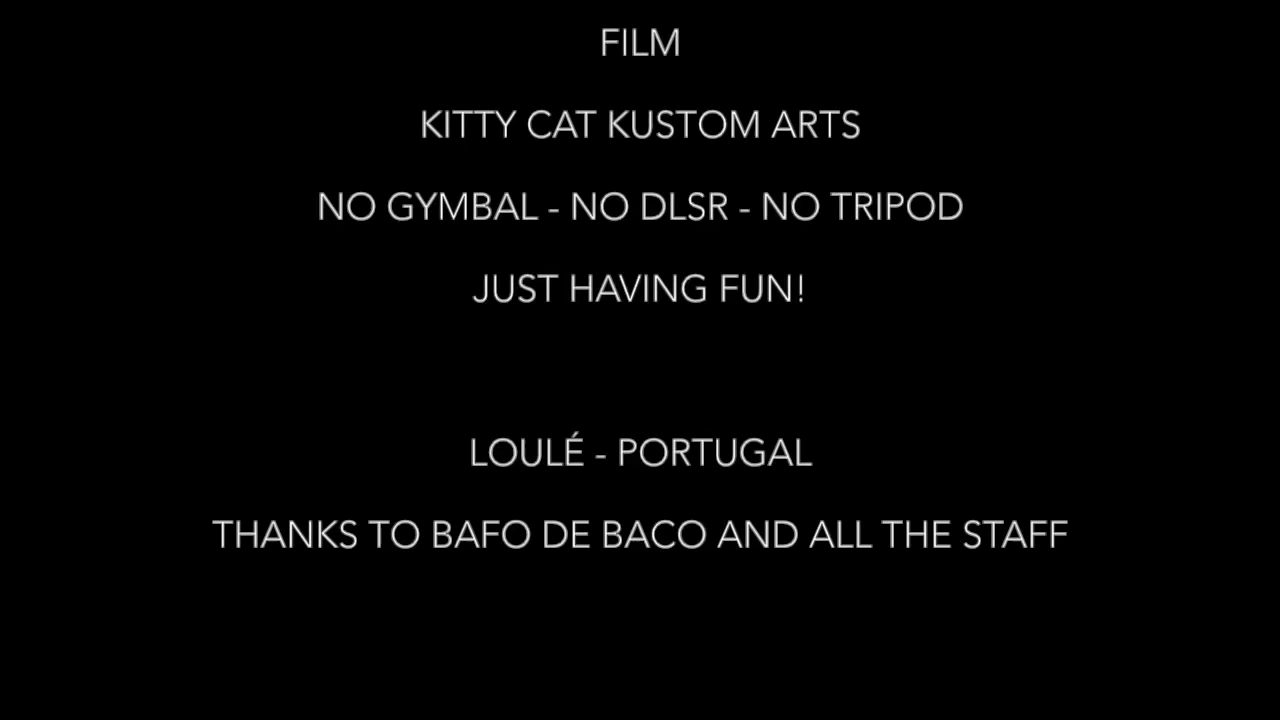 FILM
KITTY CAT KUSTOM ARTS
NO GYMBAL - NO DLSR - NO TRIPOD
JUST HAVING FUN!
LOULÉ - PORTUGAL
THANKS TO BAFO DE BACO AND ALL THE STAFF